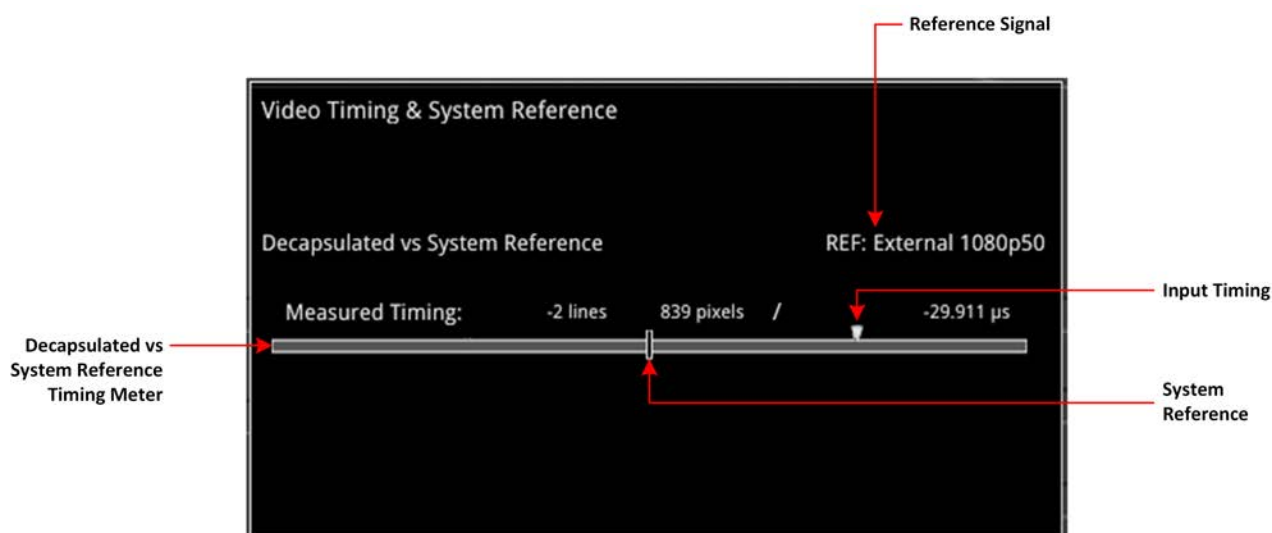 Reference Signal
Video Timing & System Reference
Decapsulated vs System Reference
REF: External 1080p50
Measured Timing: -2 lines 839 pixels / -29.911 µs
Input Timing
Decapsulated vs
System Reference
Timing Meter
System
Reference